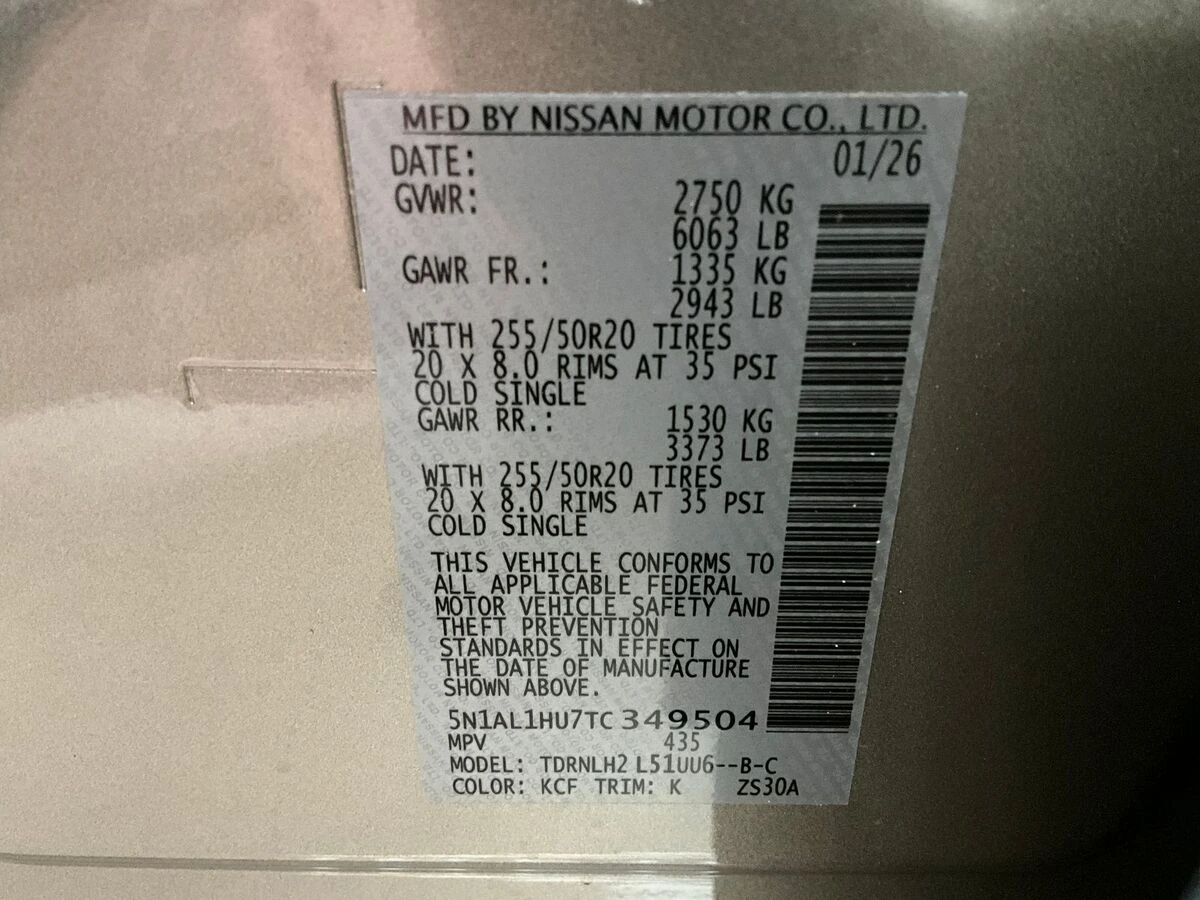 MFD BY NISSAN MOTOR CO., LTD.
DATE: 01/26
GVWR: 2750 KG
6063 LB
GAWR FR.: 1335 KG
2943 LB
WITH 255/50R20 TIRES
20 X 8.0 RIMS AT 35 PSI
COLD SINGLE
GAWR RR.: 1530 KG
3373 LB
WITH 255/50R20 TIRES
20 X 8.0 RIMS AT 35 PSI
COLD SINGLE
THIS VEHICLE CONFORMS TO
ALL APPLICABLE FEDERAL
MOTOR VEHICLE SAFETY AND
THEFT PREVENTION
STANDARDS IN EFFECT ON
THE DATE OF MANUFACTURE
SHOWN ABOVE.
5N1AL1HU7TC349504
MPV 435
MODEL: TDRNLH2 L51UU6--B-C
COLOR: KCF TRIM: K ZS30A